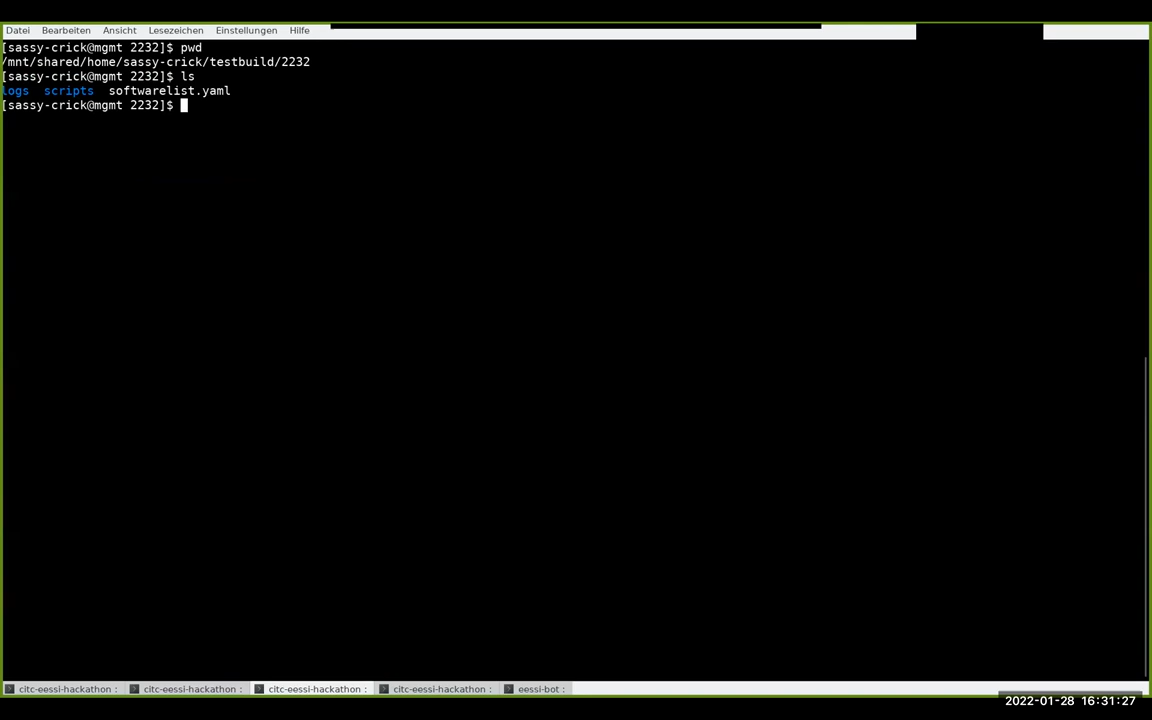 Datei Bearbeiten Ansicht Lesezeichen Einstellungen Hilfe
[sassy-crick@mgmt 2232]$ pwd
/mnt/shared/home/sassy-crick/testbuild/2232
[sassy-crick@mgmt 2232]$ ls
logs scripts softwarelist.yaml
[sassy-crick@mgmt 2232]$
citc-eessi-hackathon : citc-eessi-hackathon : citc-eessi-hackathon : citc-eessi-hackathon : eessi-bot :
2022-01-28 16:31:27